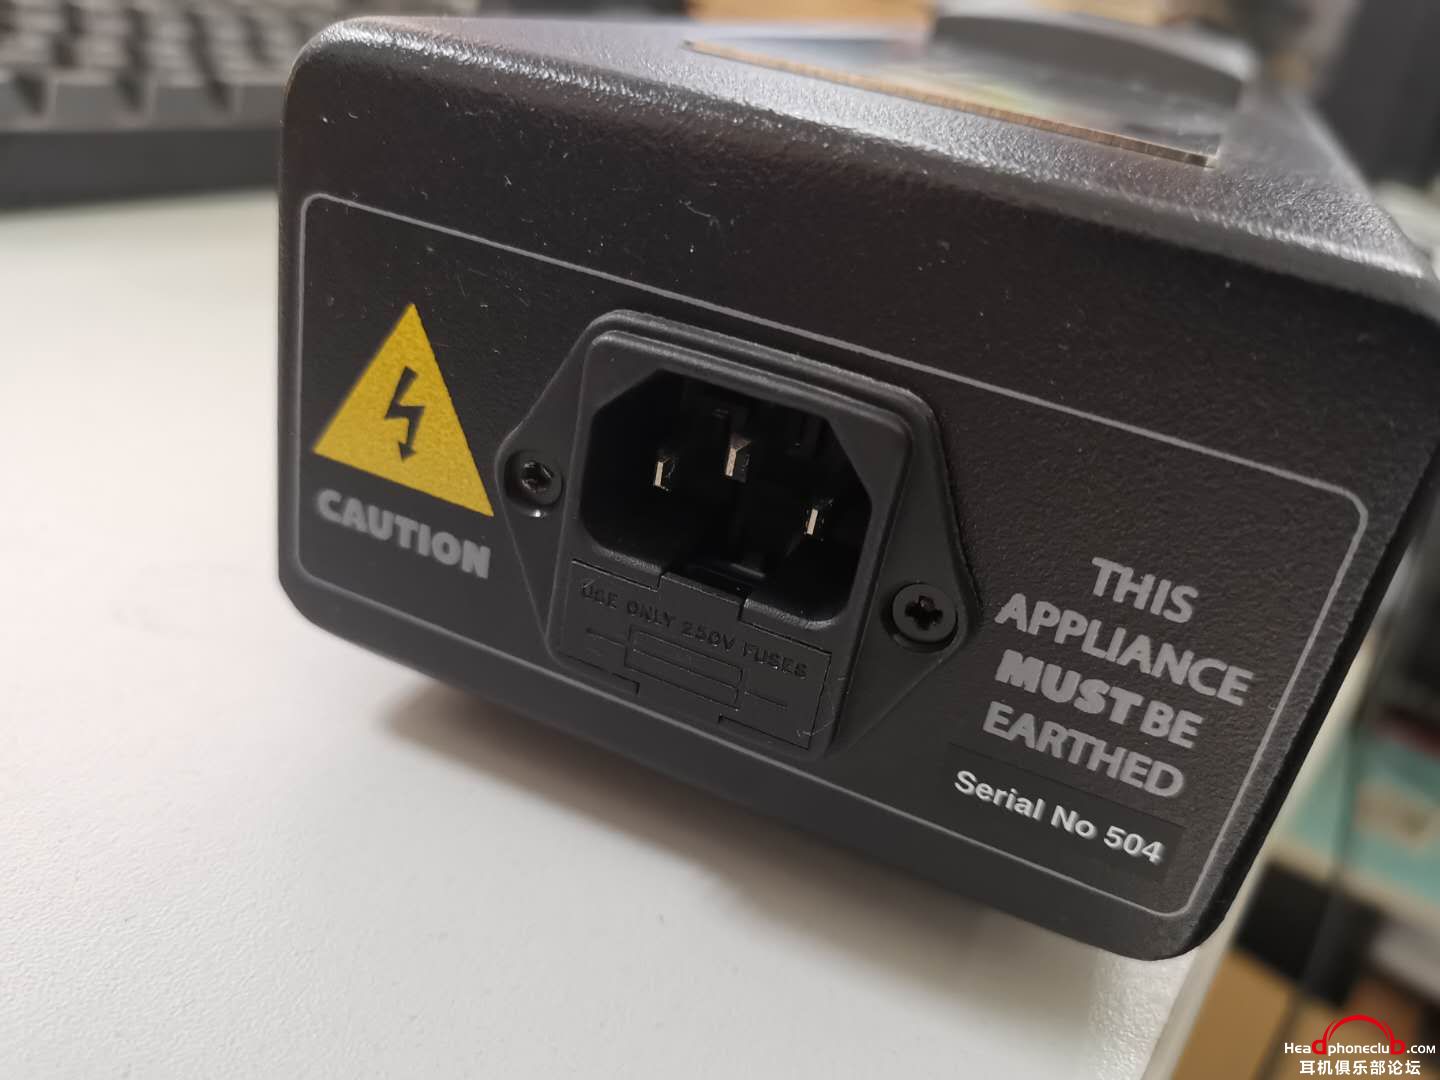 CAUTION
USE ONLY 250V FUSES
THIS
APPLIANCE
MUST BE
EARTHED
Serial No 504
Headphoneclub.com
耳机俱乐部论坛